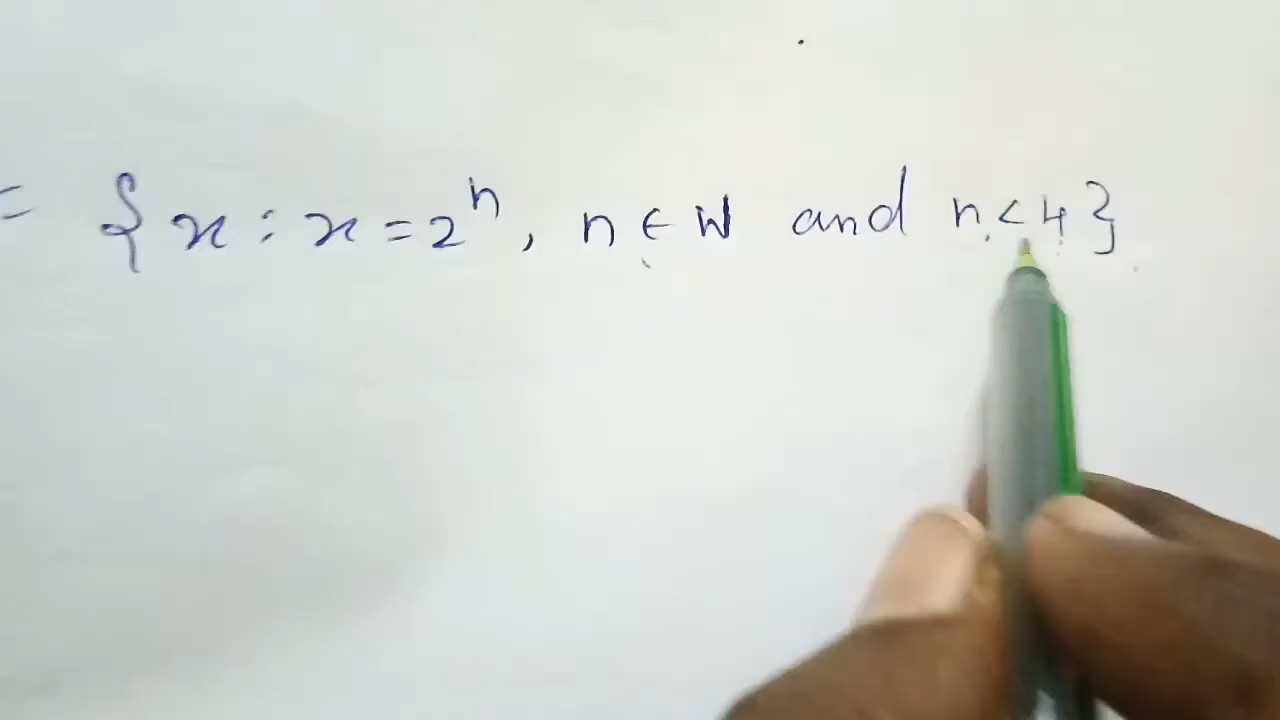 = { x : x = 2ⁿ, n ∈ W and n < 4 }